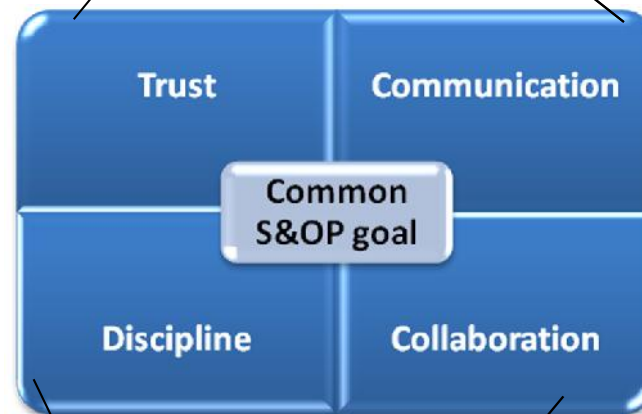 Trust
Communication
Common
S&OP goal
Discipline
Collaboration